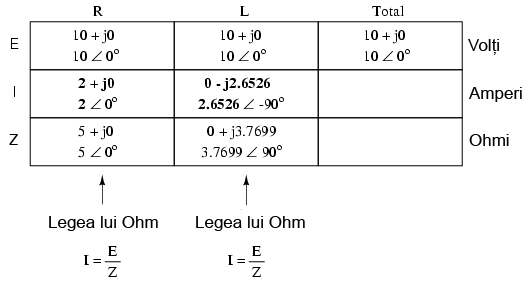 R L Total
E 10 + j0 10 + j0 10 + j0 Volți
10 ∠ 0° 10 ∠ 0° 10 ∠ 0°
I 2 + j0 0 - j2.6526 Amperi
2 ∠ 0° 2.6526 ∠ -90°
Z 5 + j0 0 + j3.7699 Ohmi
5 ∠ 0° 3.7699 ∠ 90°
Legea lui Ohm Legea lui Ohm
I = E/Z I = E/Z